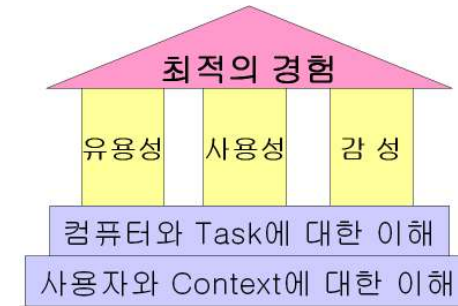 최적의 경험
유용성 사용성 감 성
컴퓨터와 Task에 대한 이해
사용자와 Context에 대한 이해